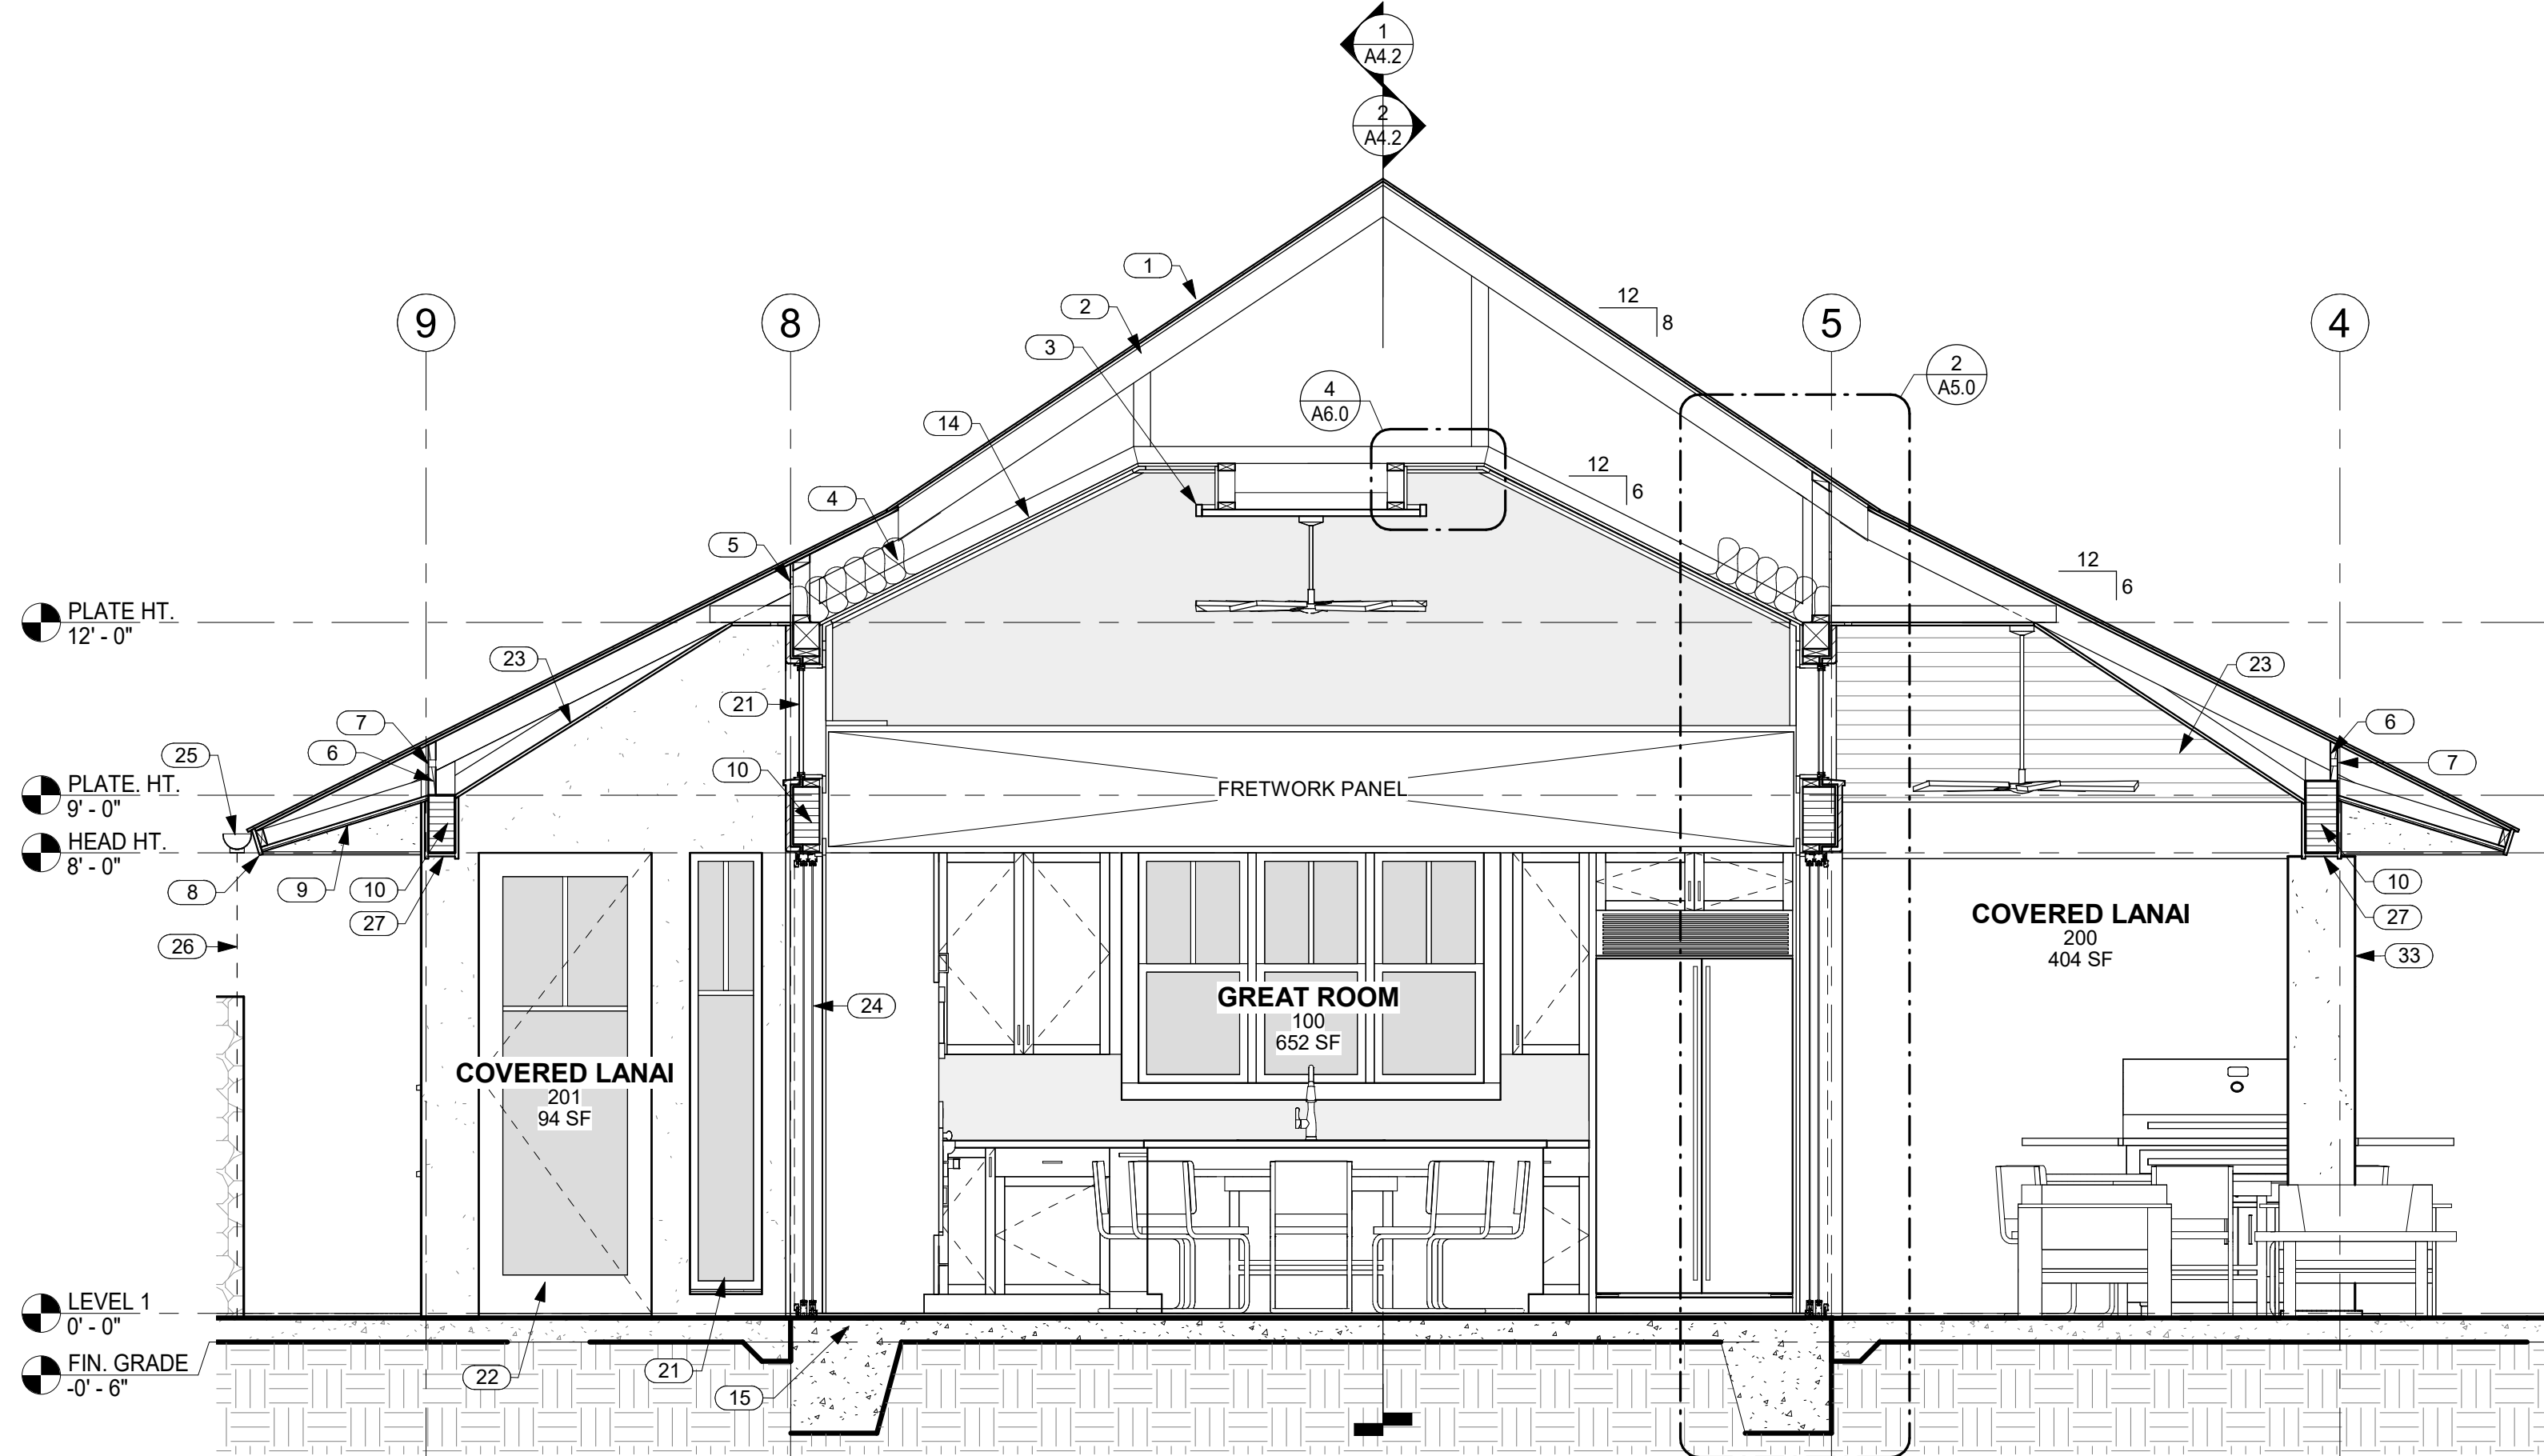 1
A4.2
2
A4.2
1
2
3
12
8
9
8
5
4
2
A5.0
4
A6.0
14
12
6
4
5
12
6
PLATE HT.
12' - 0"
23
23
21
7
6
6
7
25
10
PLATE. HT.
9' - 0"
FRETWORK PANEL
HEAD HT.
8' - 0"
8
9
10
27
10
27
26
COVERED LANAI
200
404 SF
33
24
GREAT ROOM
100
652 SF
COVERED LANAI
201
94 SF
LEVEL 1
0' - 0"
FIN. GRADE
-0' - 6"
22
21
15